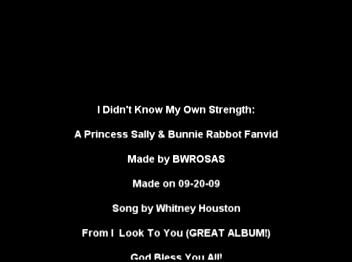 I Didn't Know My Own Strength:
A Princess Sally & Bunnie Rabbot Fanvid
Made by BWROSAS
Made on 09-20-09
Song by Whitney Houston
From I Look To You (GREAT ALBUM!)
God Bless You All!